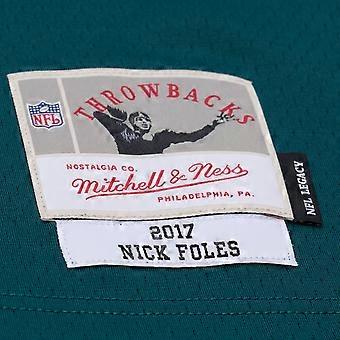 THROWBACKS
NFL
NOSTALGIA CO.
Mitchell & Ness
PHILADELPHIA, PA.
NFL LEGACY
2017
NICK FOLES